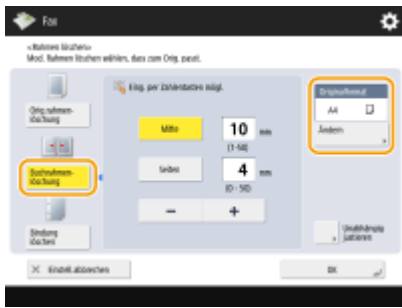 Fax
<Rahmen löschen>
Mod. Rahmen löschen wählen, dass zum Orig. passt.
Orig.rahmen-
löschung
Buchrahmen-
löschung
Bindung
löschen
Eing. per Zahlentasten mögl.
Mitte
10 mm
(1-50)
Seiten
4 mm
(0 - 50)
−
+
Originalformat
A4
Ändern
Unabhängig
justieren
× Einstell. abbrechen
OK